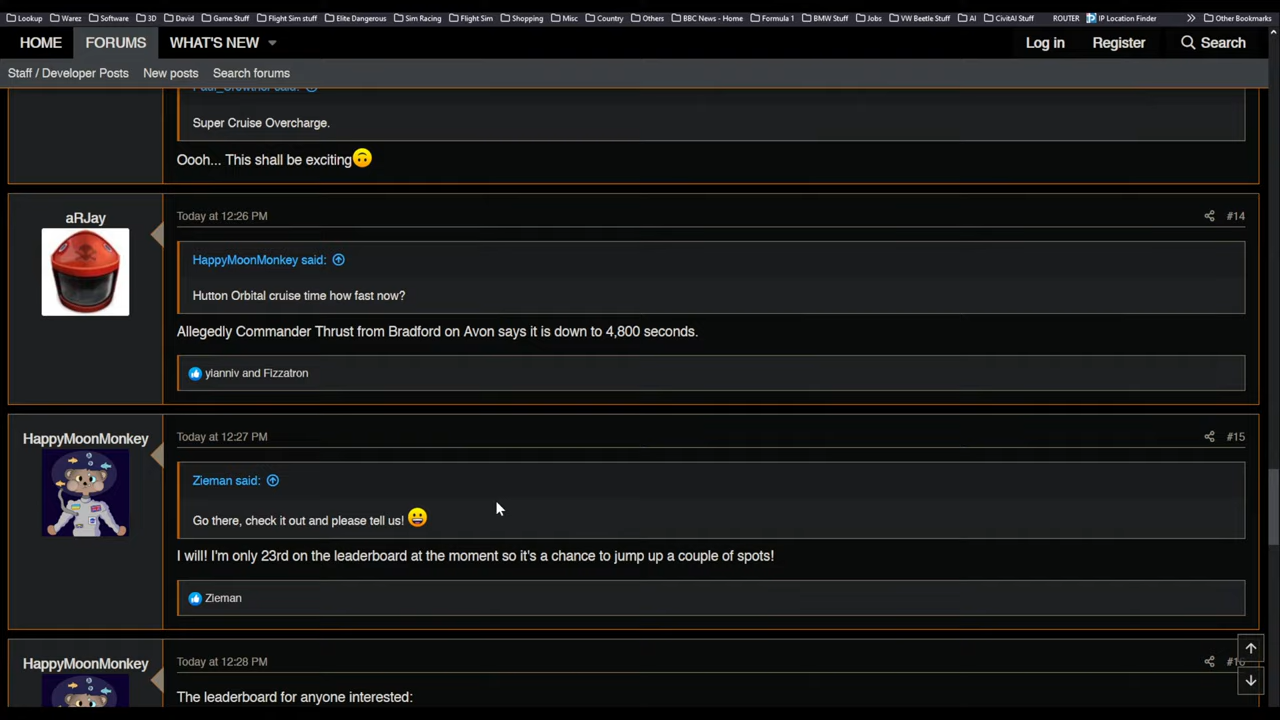 Lookup Warez Software 3D David Game Stuff Flight Sim stuff Elite Dangerous Sim Racing Flight Sim Shopping Misc Country Others BBC News - Home Formula 1 BMW Stuff Jobs VW Beetle Stuff AI CivitAI Stuff ROUTER IP Location Finder Other Bookmarks
HOME FORUMS WHAT'S NEW Log in Register Search
Staff / Developer Posts New posts Search forums
Paul_Crowther said:
Super Cruise Overcharge.
Oooh... This shall be exciting
aRJay
Today at 12:26 PM #14
HappyMoonMonkey said:
Hutton Orbital cruise time how fast now?
Allegedly Commander Thrust from Bradford on Avon says it is down to 4,800 seconds.
yianniv and Fizzatron
HappyMoonMonkey
Today at 12:27 PM #15
Zieman said:
Go there, check it out and please tell us!
I will! I'm only 23rd on the leaderboard at the moment so it's a chance to jump up a couple of spots!
Zieman
HappyMoonMonkey
Today at 12:28 PM
The leaderboard for anyone interested: